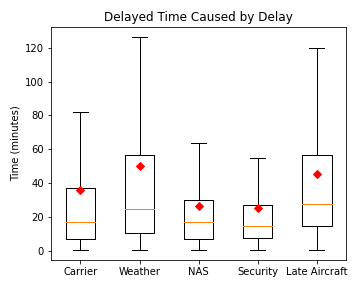 Delayed Time Caused by Delay
Time (minutes)
120
100
80
60
40
20
0
Carrier Weather NAS Security Late Aircraft